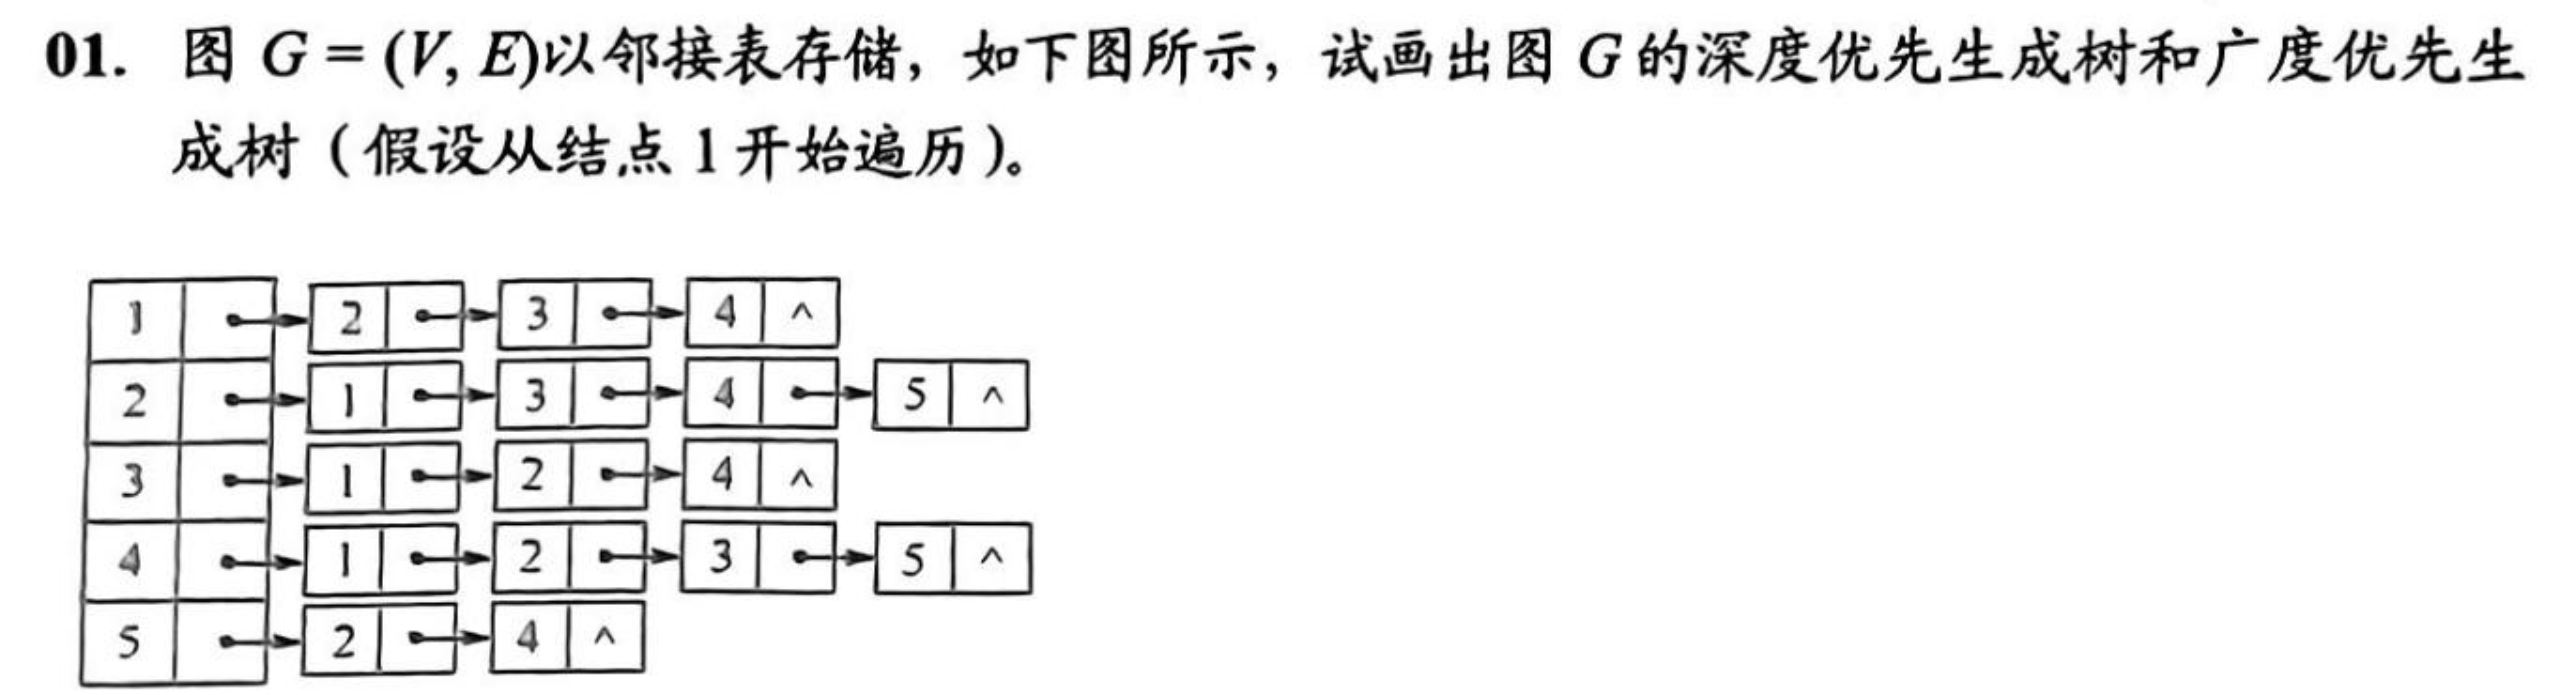 01. 图 G = (V, E)以邻接表存储，如下图所示，试画出图 G 的深度优先生成树和广度优先生
成树（假设从结点 1 开始遍历）。
1 2 3 4 ^
2 1 3 4 5 ^
3 1 2 4 ^
4 1 2 3 5 ^
5 2 4 ^